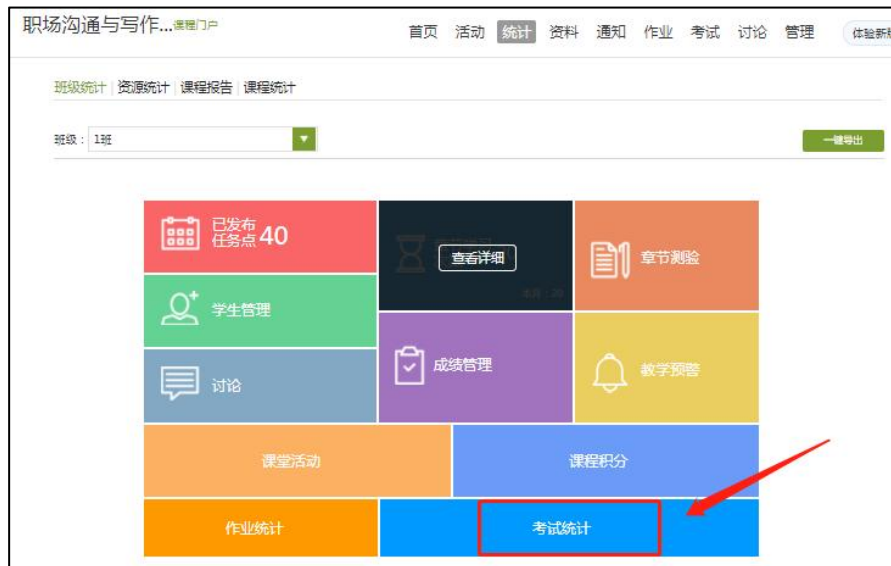 职场沟通与写作...课程门户
首页 活动 统计 资料 通知 作业 考试 讨论 管理
班级统计 资源统计 课程报告 课程统计
班级： 1班
一键导出
已发布
任务点 40
查看详细
章节测验
学生管理
成绩管理
教学预警
讨论
课堂活动
课程积分
作业统计
考试统计